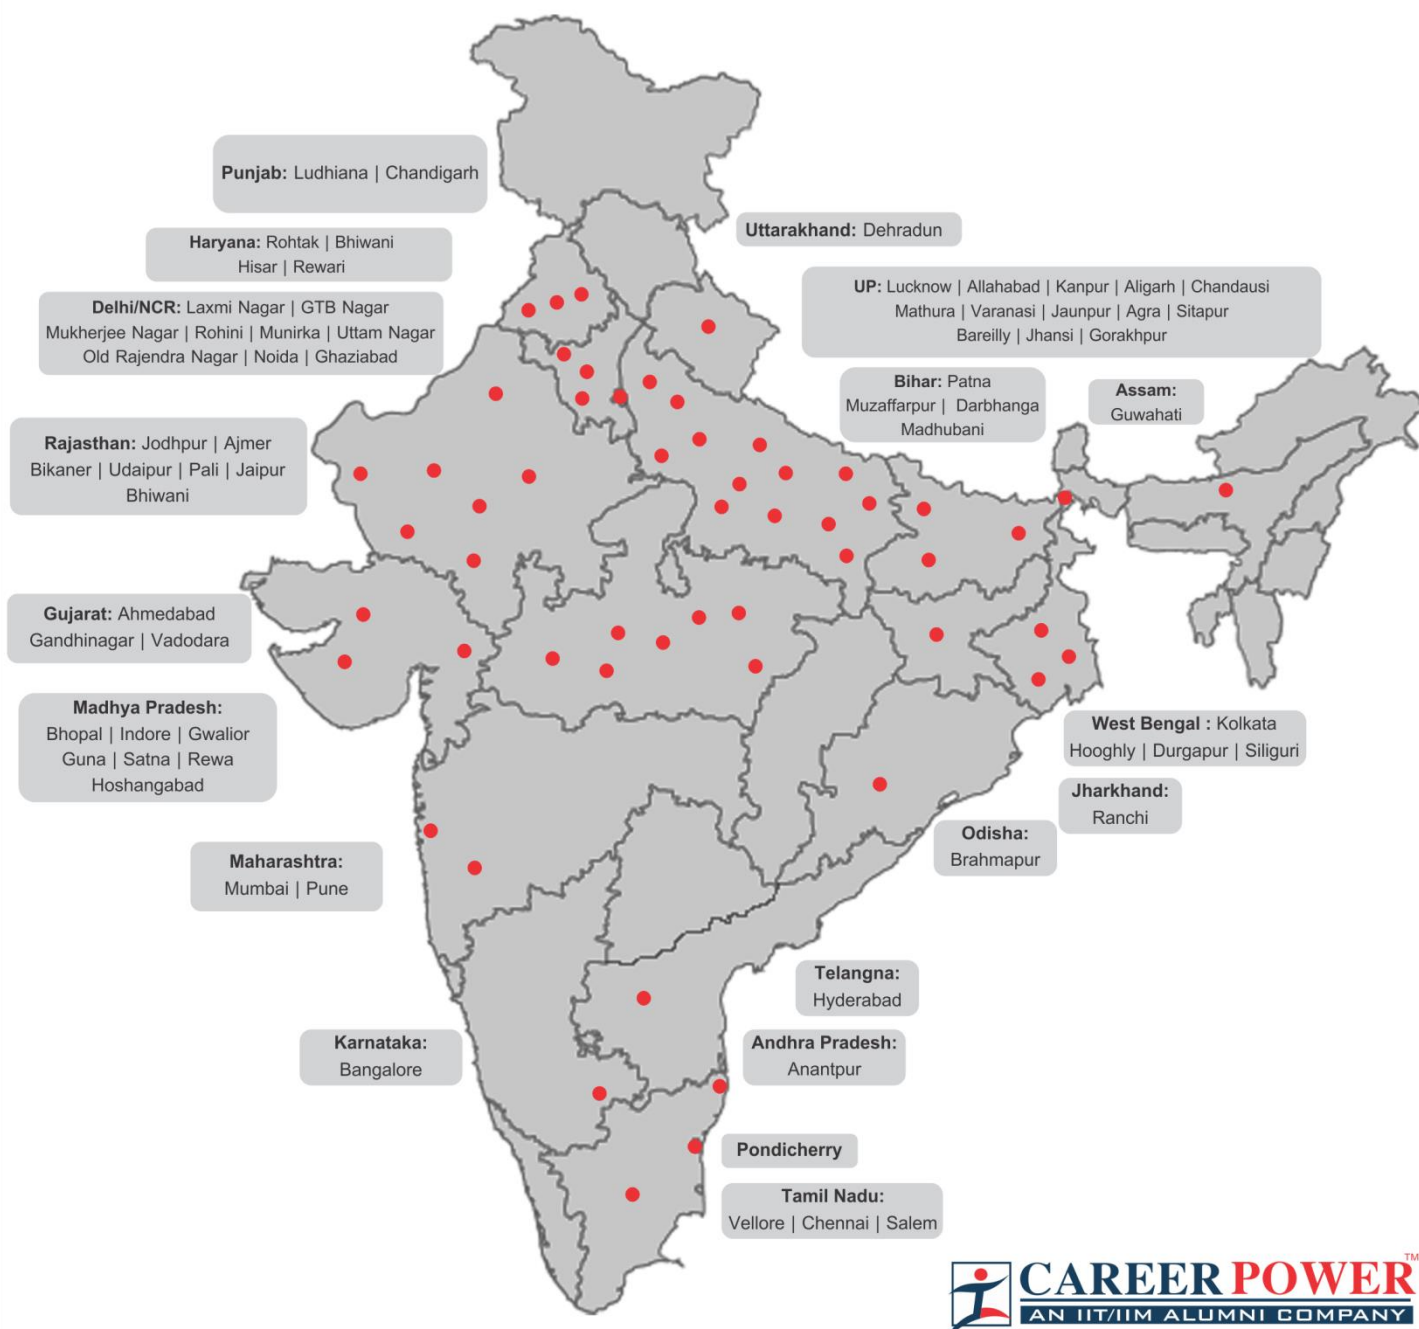 Punjab: Ludhiana | Chandigarh
Haryana: Rohtak | Bhiwani
Hisar | Rewari
Delhi/NCR: Laxmi Nagar | GTB Nagar
Mukherjee Nagar | Rohini | Munirka | Uttam Nagar
Old Rajendra Nagar | Noida | Ghaziabad
Rajasthan: Jodhpur | Ajmer
Bikaner | Udaipur | Pali | Jaipur
Bhiwani
Gujarat: Ahmedabad
Gandhinagar | Vadodara
Madhya Pradesh:
Bhopal | Indore | Gwalior
Guna | Satna | Rewa
Hoshangabad
Maharashtra:
Mumbai | Pune
Karnataka:
Bangalore
Uttarakhand: Dehradun
UP: Lucknow | Allahabad | Kanpur | Aligarh | Chandausi
Mathura | Varanasi | Jaunpur | Agra | Sitapur
Bareilly | Jhansi | Gorakhpur
Bihar: Patna
Muzaffarpur | Darbhanga
Madhubani
Assam:
Guwahati
West Bengal : Kolkata
Hooghly | Durgapur | Siliguri
Jharkhand:
Ranchi
Odisha:
Brahmapur
Telangna:
Hyderabad
Andhra Pradesh:
Anantpur
Pondicherry
Tamil Nadu:
Vellore | Chennai | Salem
CAREER POWER™
AN IIT/IIM ALUMNI COMPANY